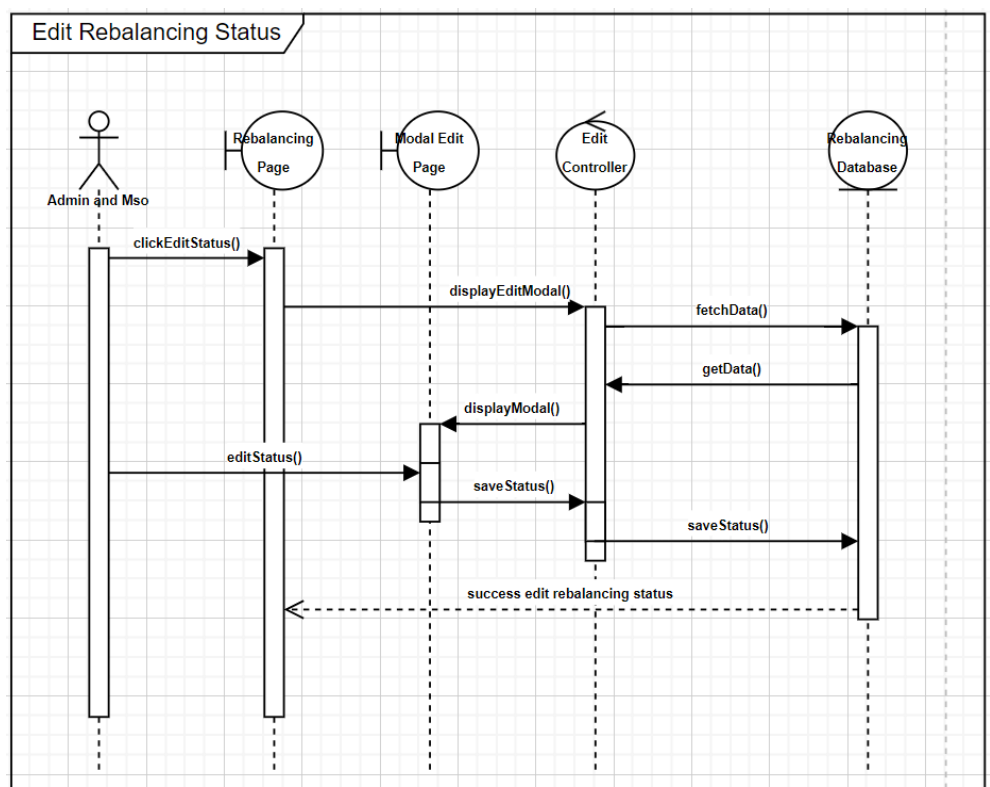 Edit Rebalancing Status
Rebalancing
Page
Modal Edit
Page
Edit
Controller
Rebalancing
Database
Admin and Mso
clickEditStatus()
displayEditModal()
fetchData()
getData()
displayModal()
editStatus()
saveStatus()
saveStatus()
success edit rebalancing status